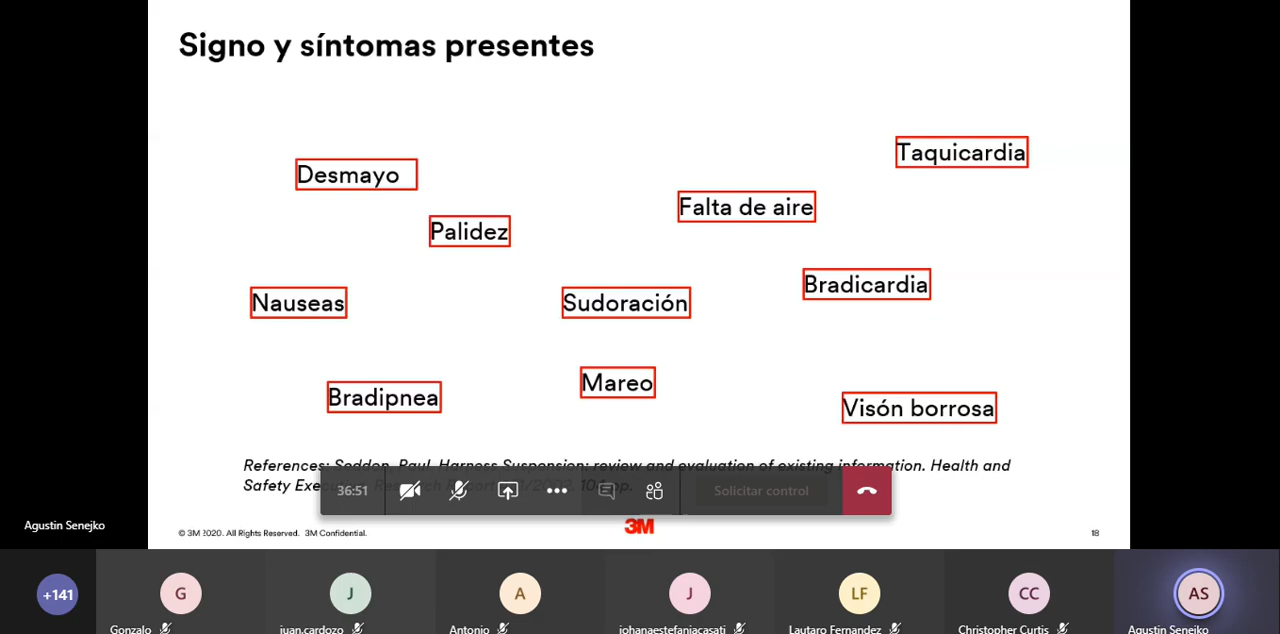 Signo y síntomas presentes
Taquicardia
Desmayo
Falta de aire
Palidez
Bradicardia
Nauseas
Sudoración
Mareo
Bradipnea
Visón borrosa
References: Seddon, Paul. Harness Suspension: review and evaluation of existing information. Health and
Safety
36:51
Solicitar control
Agustin Senejko
© 3M 2020. All Rights Reserved. 3M Confidential.
3M
18
+141
G
J
A
J
LF
CC
AS
Gonzalo
juan.cardozo
Antonio
johanaestefaniacasati
Lautaro Fernandez
Christopher Curtis
Agustin Senejko